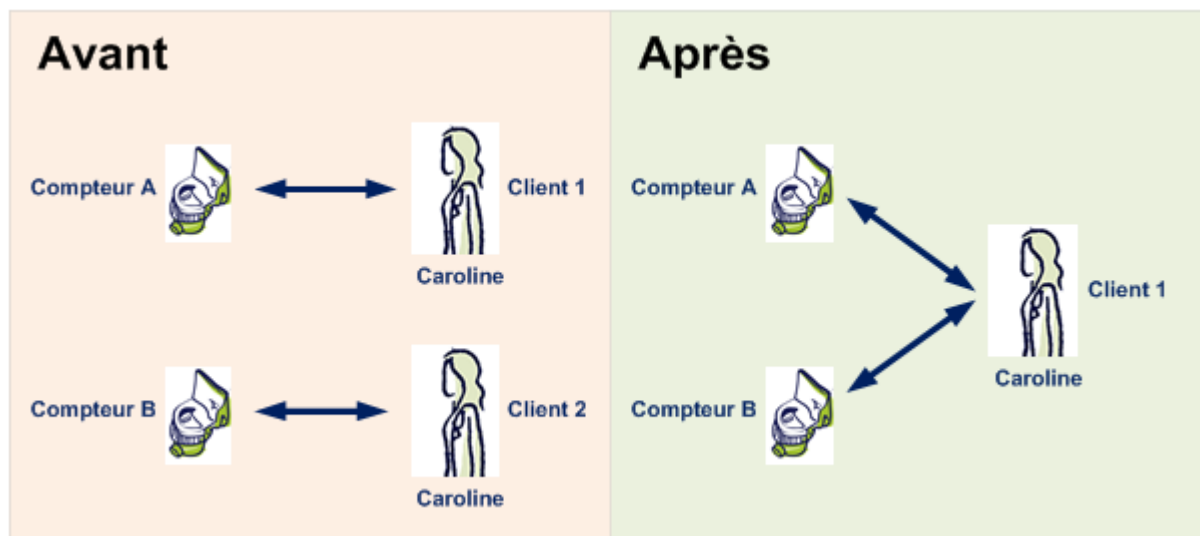 Avant
Compteur A
Client 1
Caroline
Compteur B
Client 2
Caroline
Après
Compteur A
Client 1
Caroline
Compteur B